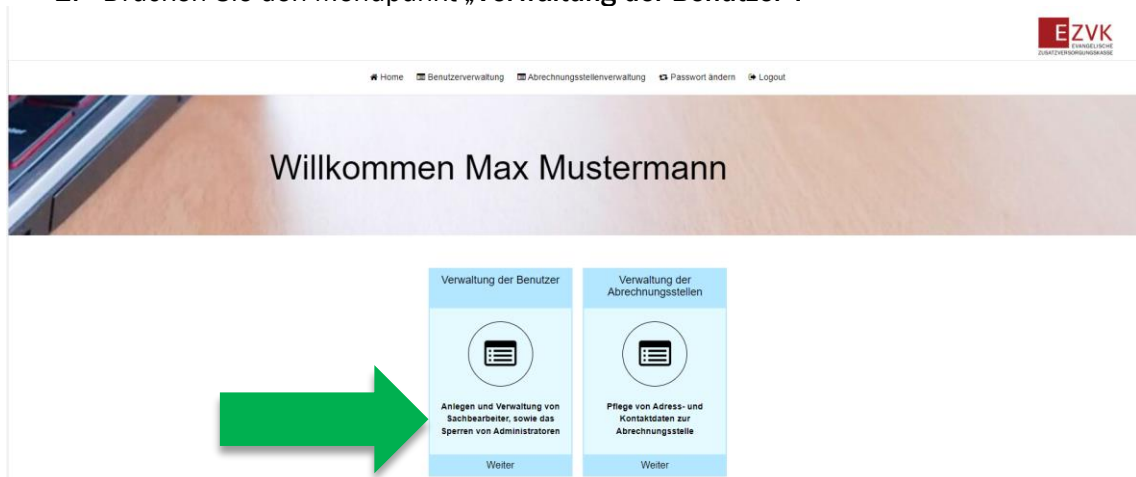 2. Drücken Sie den Menüpunkt „Verwaltung der Benutzer".
EZVK
EVANGELISCHE
ZUSATZVERSORGUNGSKASSE
Home Benutzerverwaltung Abrechnungsstellenverwaltung Passwort ändern Logout
Willkommen Max Mustermann
Verwaltung der Benutzer
Anlegen und Verwaltung von
Sachbearbeiter, sowie das
Sperren von Administratoren
Weiter
Verwaltung der
Abrechnungsstellen
Pflege von Adress- und
Kontaktdaten zur
Abrechnungsstelle
Weiter